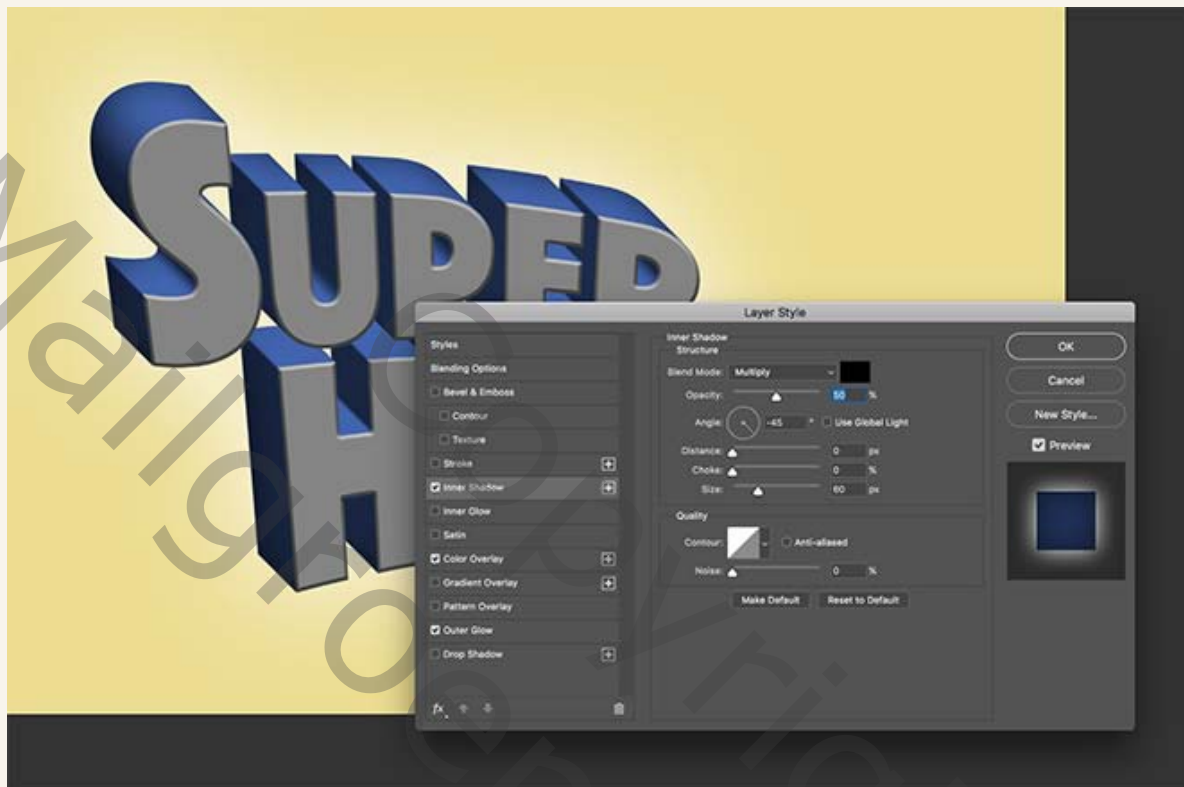 SUPER
H
Layer Style
Styles
Blending Options
Bevel & Emboss
Contour
Texture
Stroke
Inner Shadow
Inner Glow
Satin
Color Overlay
Gradient Overlay
Pattern Overlay
Outer Glow
Drop Shadow
fx
Inner Shadow
Structure
Blend Mode: Multiply
Opacity: 50 %
Angle: -45 ° Use Global Light
Distance: 0 px
Choke: 0 %
Size: 60 px
Quality
Contour: Anti-aliased
Noise: 0 %
Make Default Reset to Default
OK
Cancel
New Style...
Preview